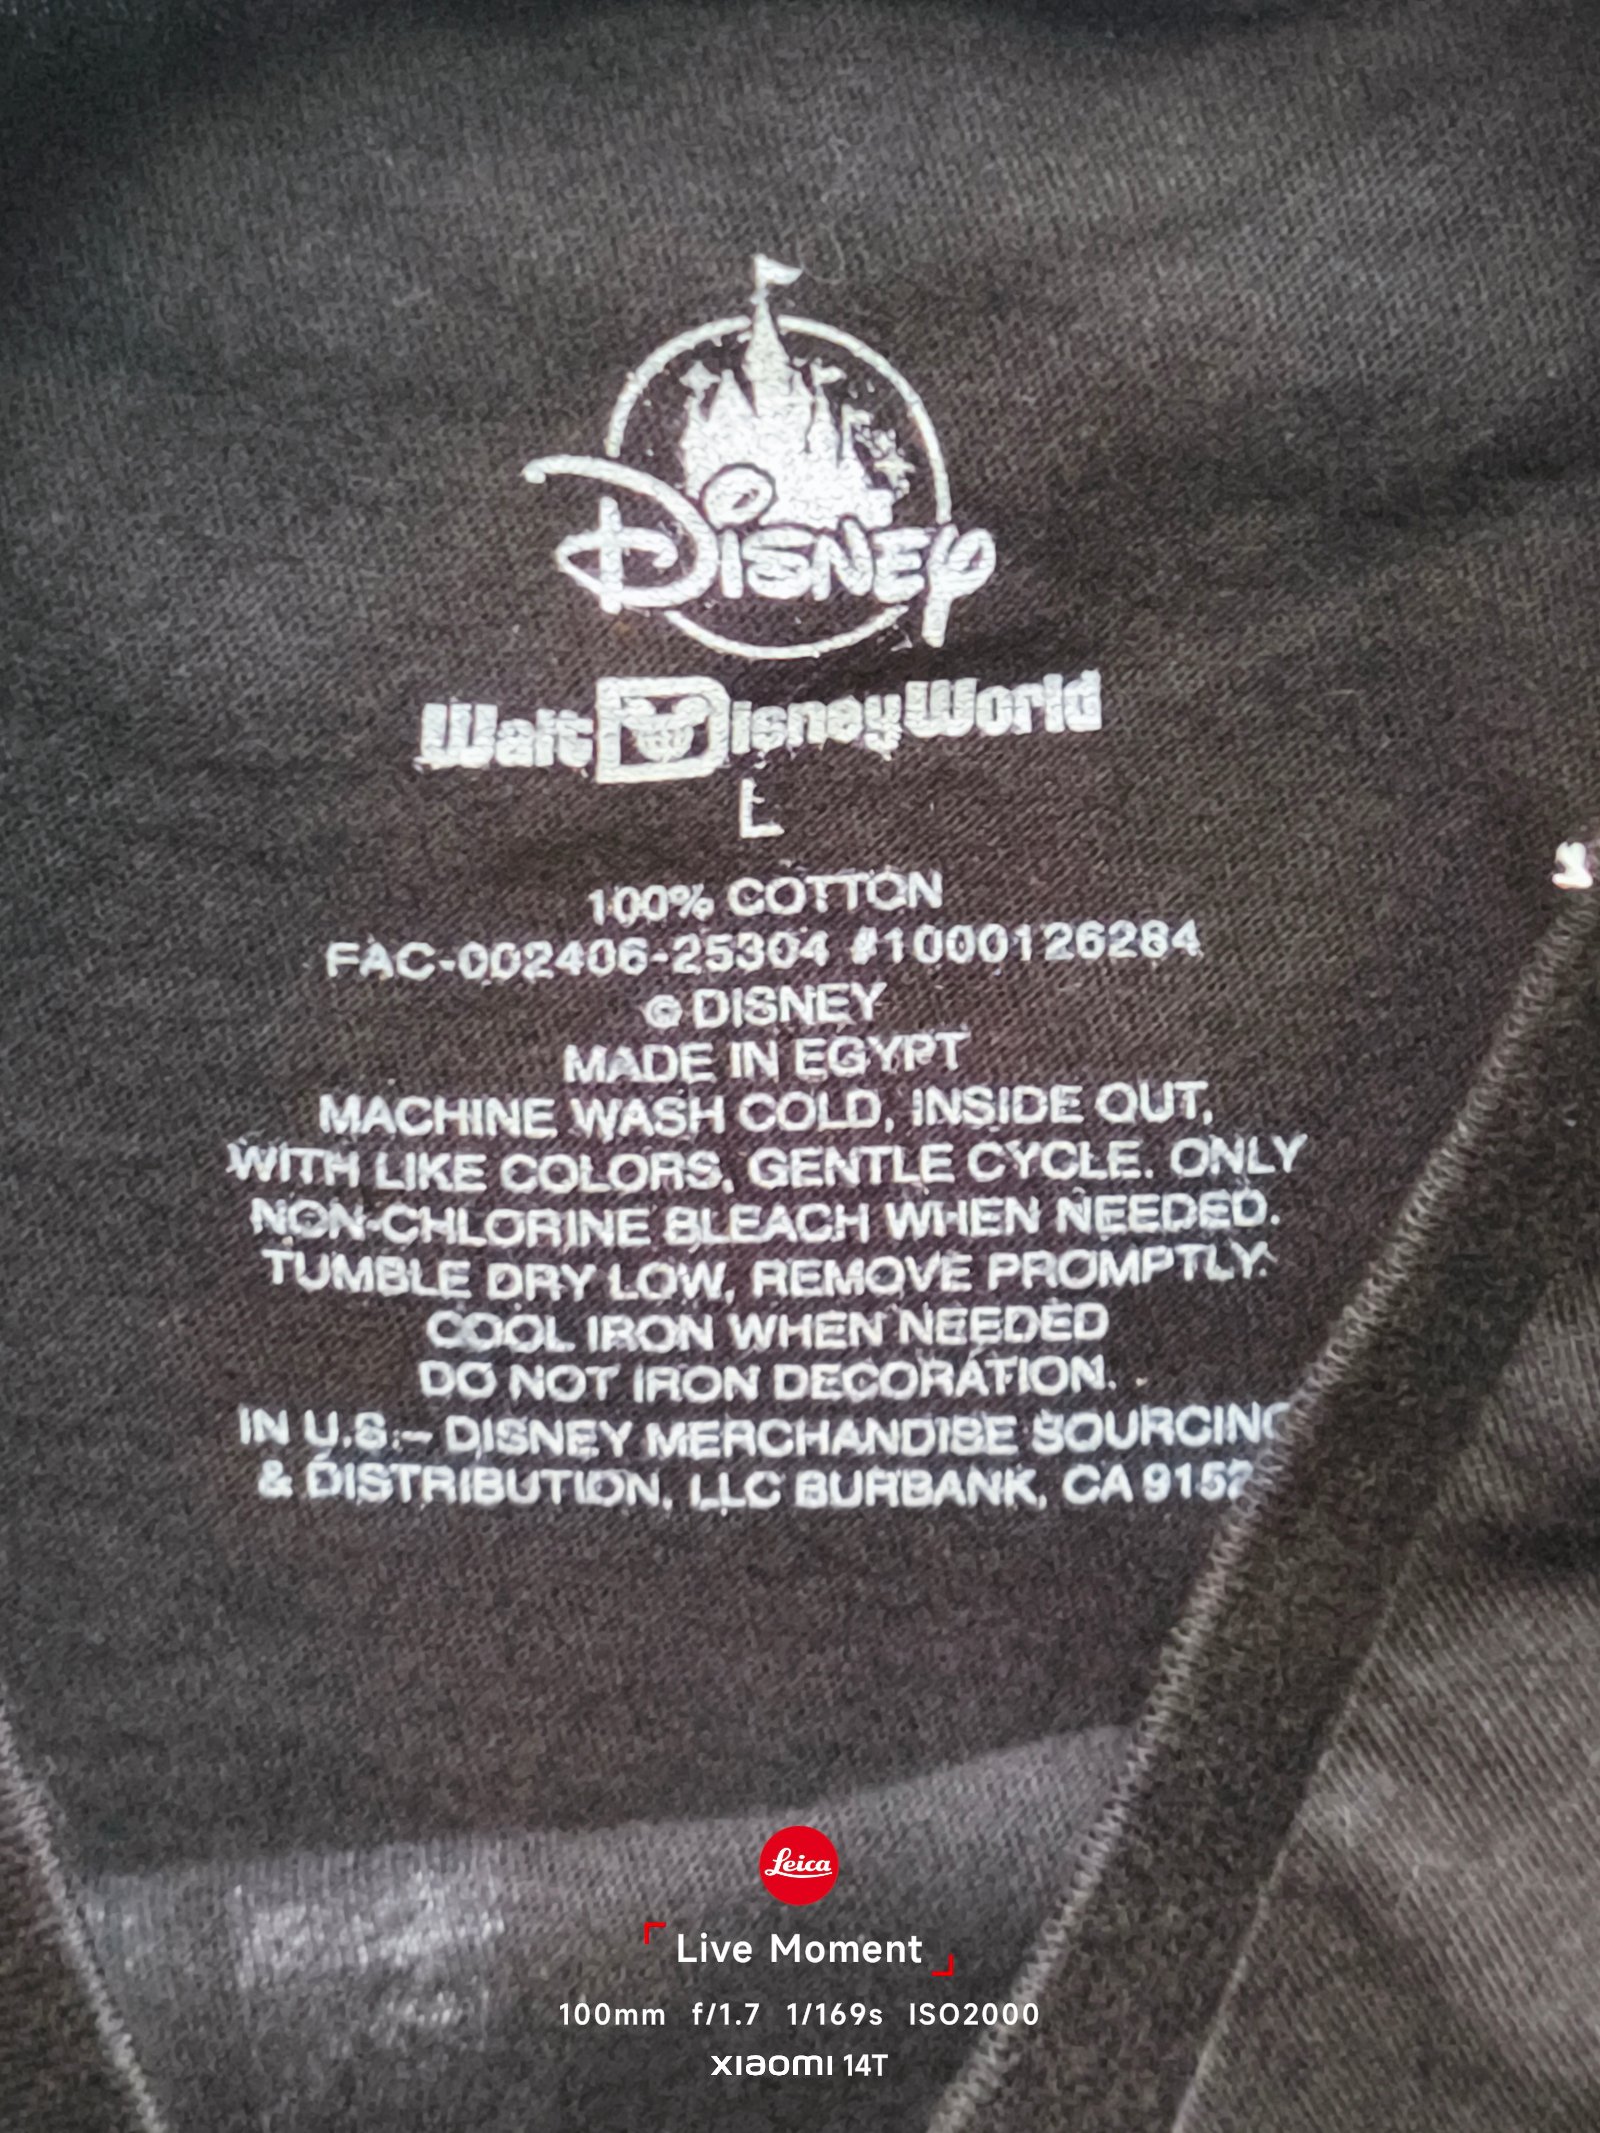 Disney
Walt Disney World
L
100% COTTON
FAC-002406-25304 #1000126284
© DISNEY
MADE IN EGYPT
MACHINE WASH COLD, INSIDE OUT,
WITH LIKE COLORS, GENTLE CYCLE. ONLY
NON-CHLORINE BLEACH WHEN NEEDED.
TUMBLE DRY LOW, REMOVE PROMPTLY.
COOL IRON WHEN NEEDED
DO NOT IRON DECORATION.
IN U.S.:– DISNEY MERCHANDISE SOURCING
& DISTRIBUTION, LLC BURBANK, CA 9152
Leica
Live Moment
100mm f/1.7 1/169s ISO2000
xiaomi 14T